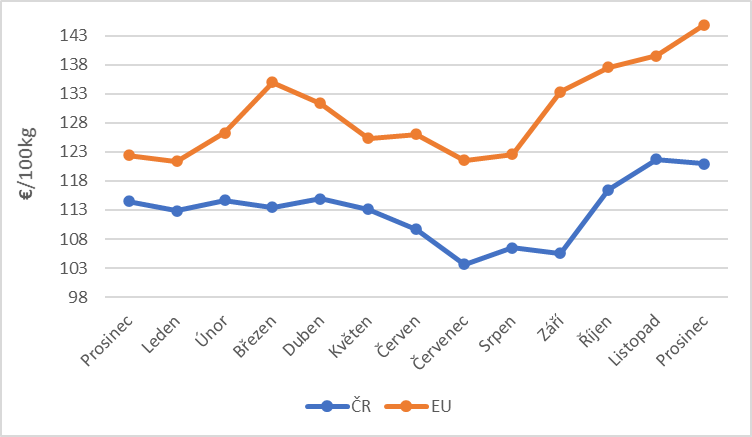 €/100kg
143
138
133
128
123
118
113
108
103
98
Prosinec
Leden
Únor
Březen
Duben
Květen
Červen
Červenec
Srpen
Září
Říjen
Listopad
Prosinec
ČR EU